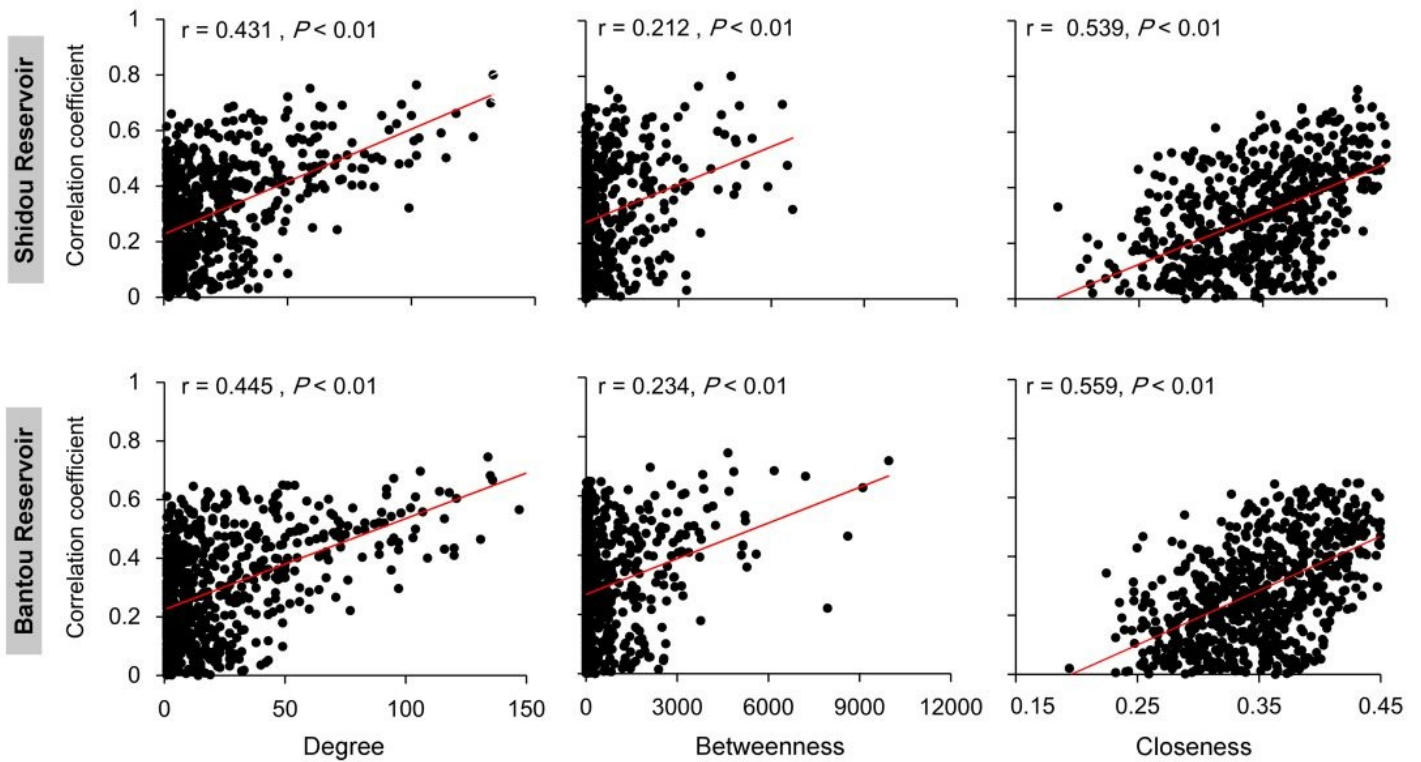 Shidou Reservoir
Correlation coefficient
1
0.8
0.6
0.4
0.2
0
r = 0.431 , P < 0.01
r = 0.212 , P < 0.01
r = 0.539, P < 0.01
Bantou Reservoir
Correlation coefficient
1
0.8
0.6
0.4
0.2
0
r = 0.445 , P < 0.01
r = 0.234, P < 0.01
r = 0.559, P < 0.01
0 50 100 150
0 3000 6000 9000 12000
0.15 0.25 0.35 0.45
Degree
Betweenness
Closeness